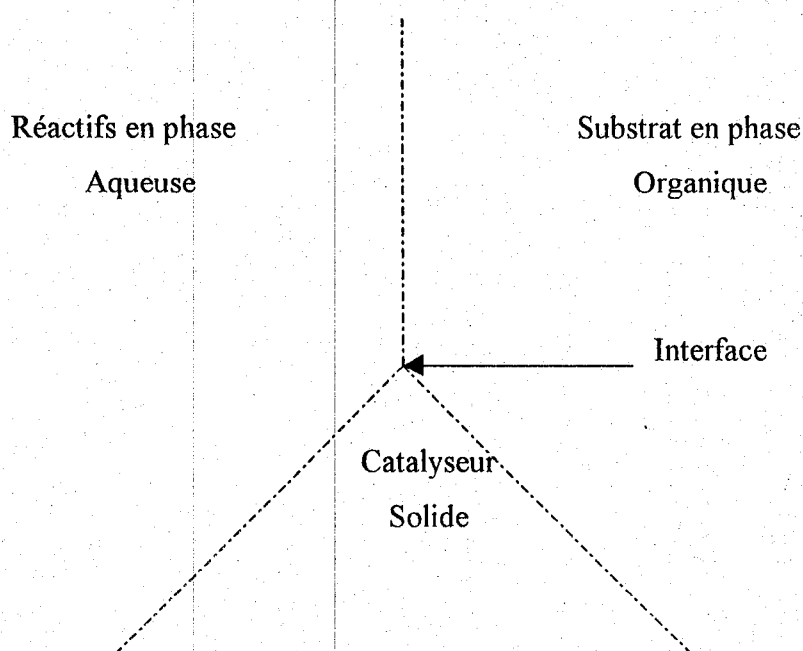 Réactifs en phase
Aqueuse
Substrat en phase
Organique
Interface
Catalyseur
Solide